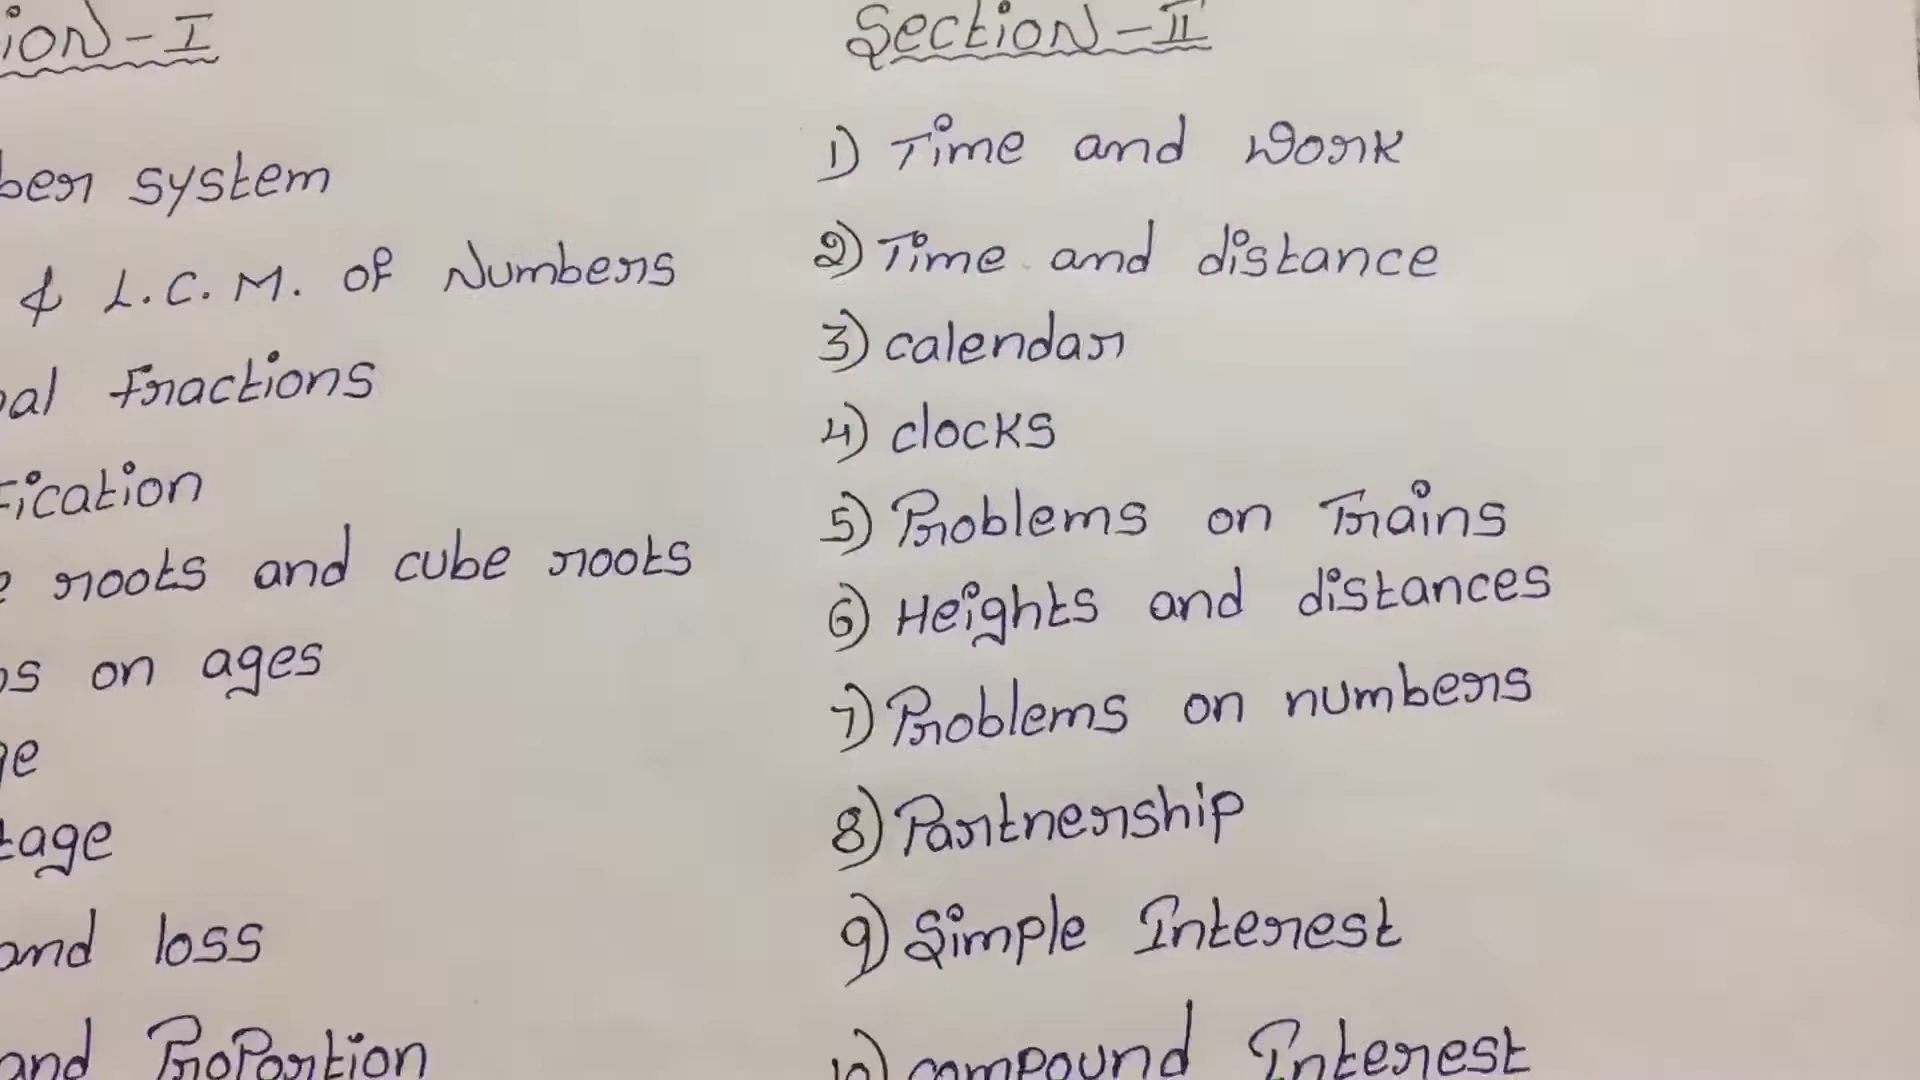 ion - I
ber system
& L.C.M. of Numbers
al fractions
fication
e roots and cube roots
s on ages
ge
tage
and loss
and Proportion
Section - II
1) Time and work
2) Time and distance
3) calendar
4) clocks
5) Problems on Trains
6) Heights and distances
7) Problems on numbers
8) Partnership
9) Simple Interest
10) compound Interest